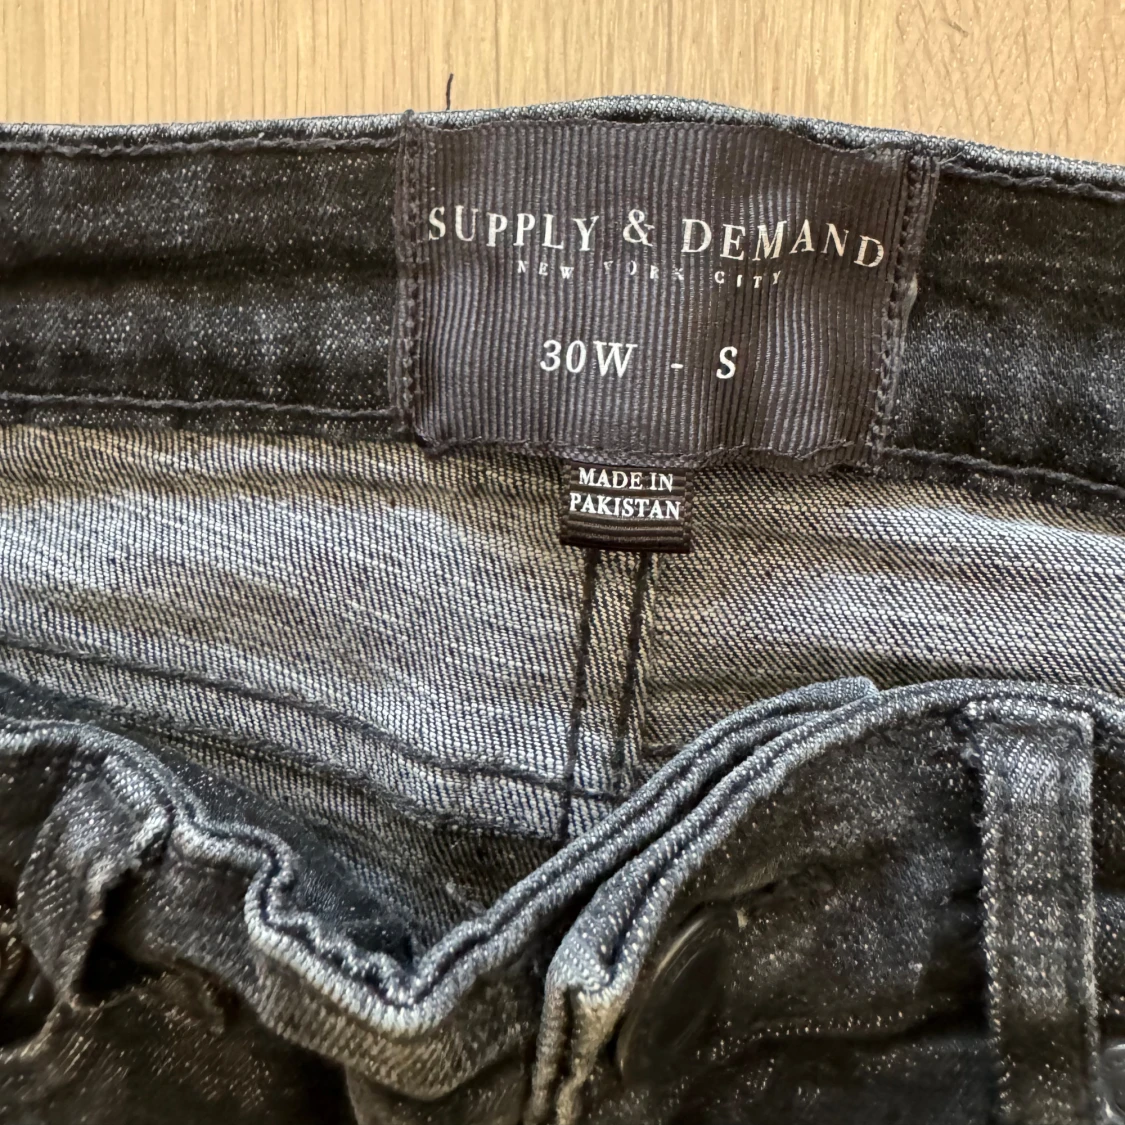 SUPPLY & DEMAND
NEW YORK CITY
30W - S
MADE IN
PAKISTAN